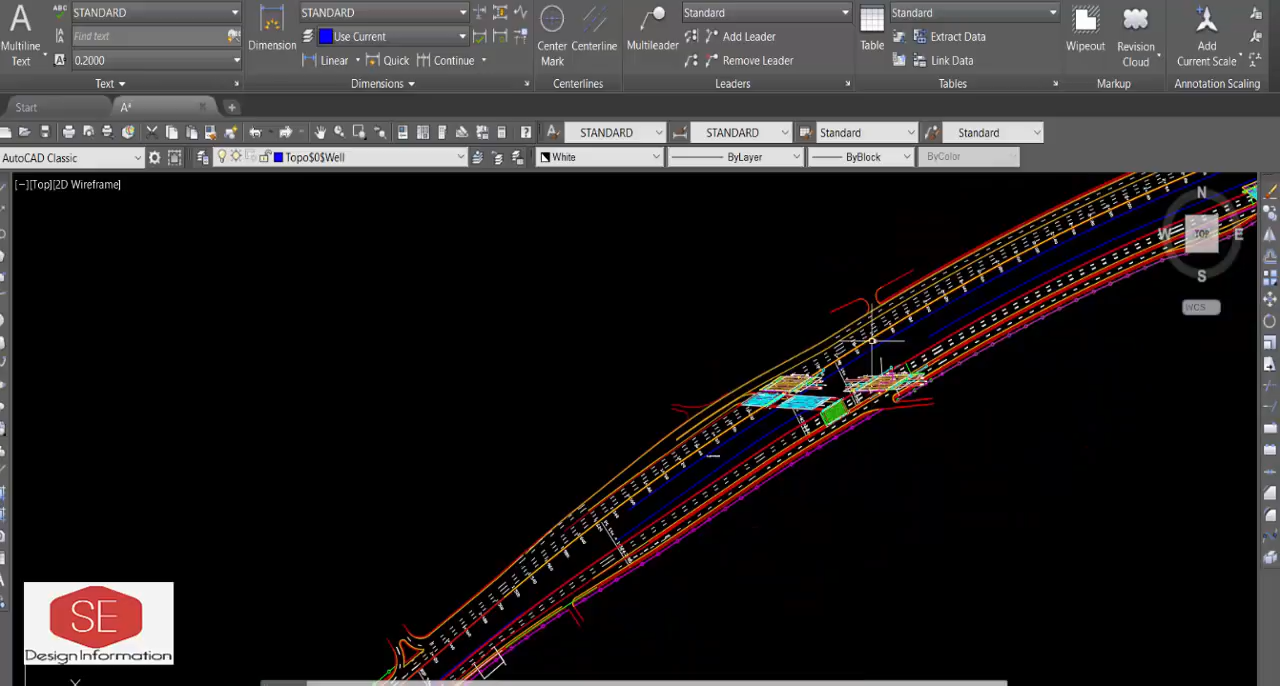 STANDARD
Multiline
Text
ABC
Find text
0.2000
Text
Dimension
STANDARD
Use Current
Linear
Quick
Continue
Dimensions
Center
Mark
Centerline
Centerlines
Multileader
Standard
Add Leader
Remove Leader
Leaders
Table
Standard
Extract Data
Link Data
Tables
Wipeout
Revision
Cloud
Markup
Add
Current Scale
Annotation Scaling
Start
A*
STANDARD
STANDARD
Standard
Standard
AutoCAD Classic
Topo$0$Well
White
ByLayer
ByBlock
ByColor
[−][Top][2D Wireframe]
N
W
TOP
E
S
WCS
SE
Design Information